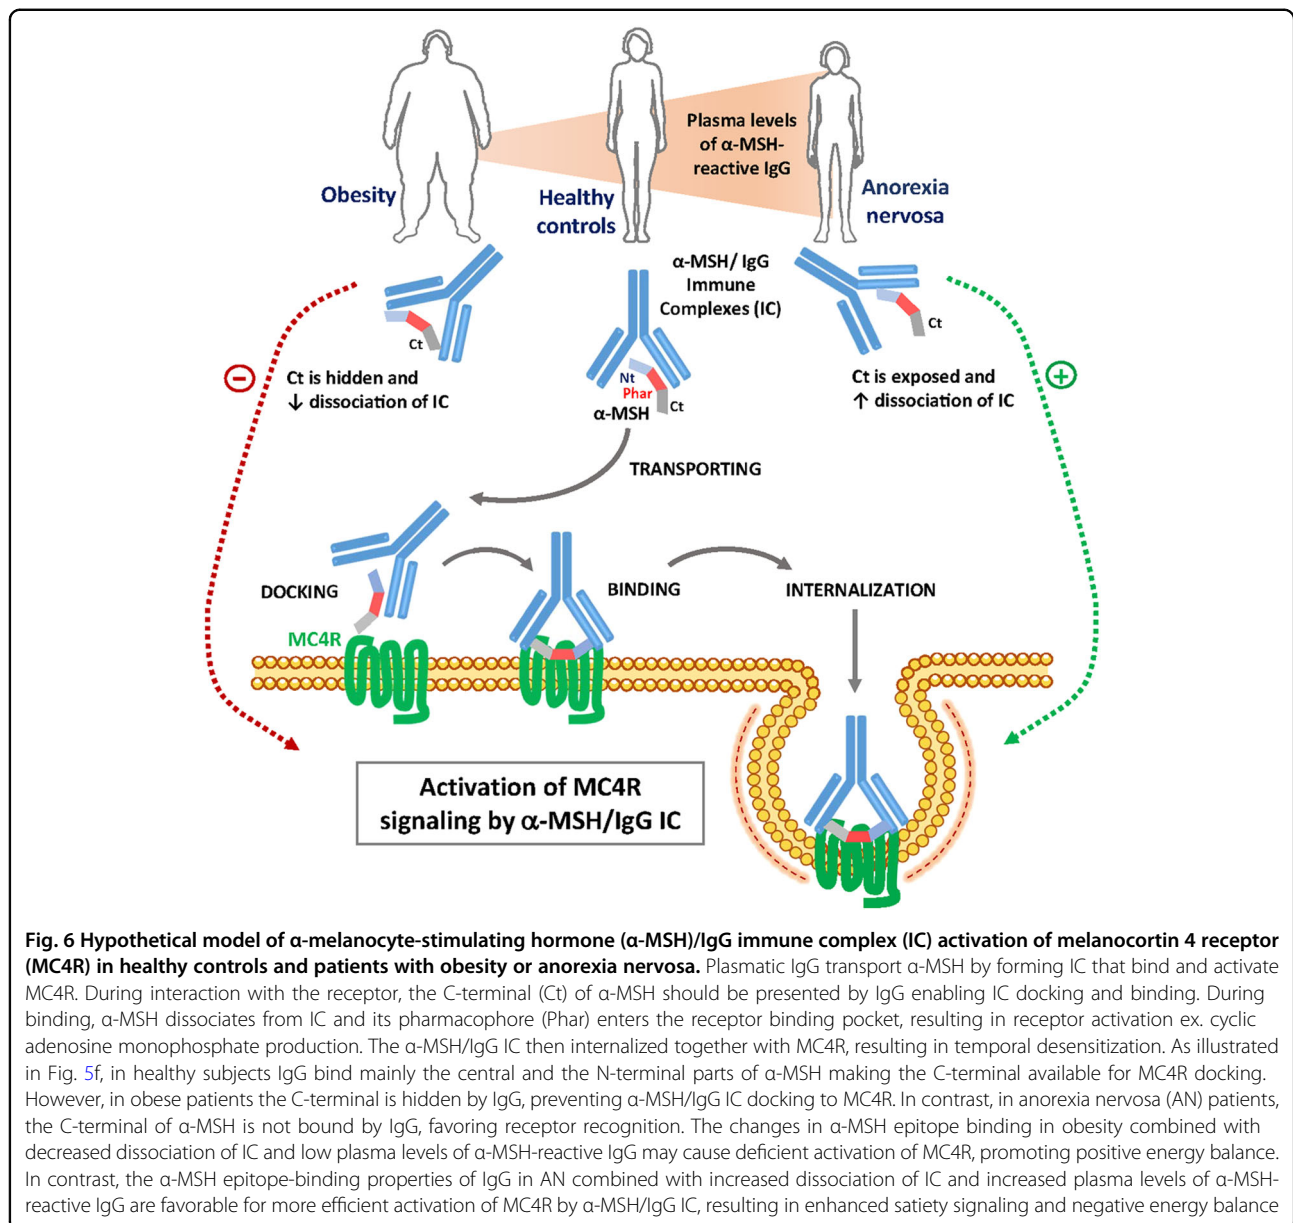 Plasma levels
of α-MSH-
reactive IgG
Obesity
Healthy
controls
Anorexia
nervosa
α-MSH/ IgG
Immune
Complexes (IC)
Ct
Ct is hidden and
↓ dissociation of IC
Nt
Phar
Ct
α-MSH
Ct
Ct is exposed and
↑ dissociation of IC
−
+
TRANSPORTING
DOCKING
BINDING
INTERNALIZATION
MC4R
Activation of MC4R
signaling by α-MSH/IgG IC
Fig. 6 Hypothetical model of α-melanocyte-stimulating hormone (α-MSH)/IgG immune complex (IC) activation of melanocortin 4 receptor
(MC4R) in healthy controls and patients with obesity or anorexia nervosa. Plasmatic IgG transport α-MSH by forming IC that bind and activate
MC4R. During interaction with the receptor, the C-terminal (Ct) of α-MSH should be presented by IgG enabling IC docking and binding. During
binding, α-MSH dissociates from IC and its pharmacophore (Phar) enters the receptor binding pocket, resulting in receptor activation ex. cyclic
adenosine monophosphate production. The α-MSH/IgG IC then internalized together with MC4R, resulting in temporal desensitization. As illustrated
in Fig. 5f, in healthy subjects IgG bind mainly the central and the N-terminal parts of α-MSH making the C-terminal available for MC4R docking.
However, in obese patients the C-terminal is hidden by IgG, preventing α-MSH/IgG IC docking to MC4R. In contrast, in anorexia nervosa (AN) patients,
the C-terminal of α-MSH is not bound by IgG, favoring receptor recognition. The changes in α-MSH epitope binding in obesity combined with
decreased dissociation of IC and low plasma levels of α-MSH-reactive IgG may cause deficient activation of MC4R, promoting positive energy balance.
In contrast, the α-MSH epitope-binding properties of IgG in AN combined with increased dissociation of IC and increased plasma levels of α-MSH-
reactive IgG are favorable for more efficient activation of MC4R by α-MSH/IgG IC, resulting in enhanced satiety signaling and negative energy balance